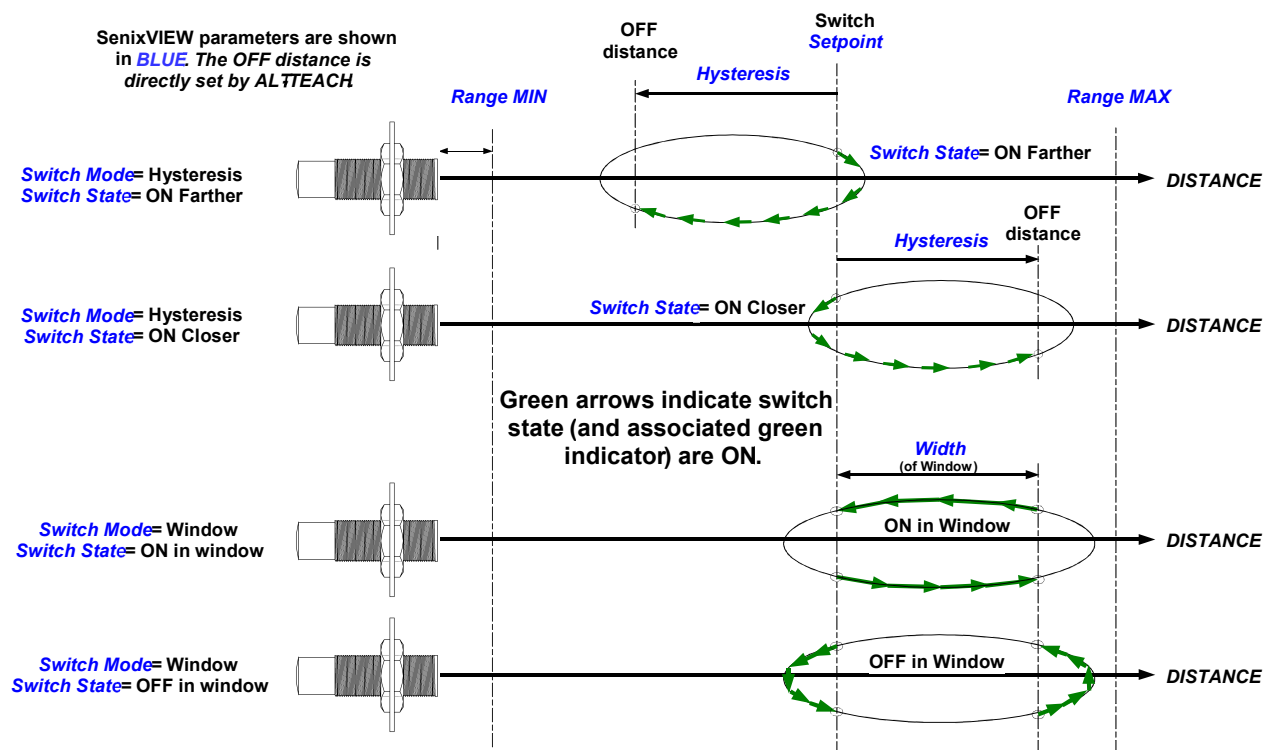 SenixVIEW parameters are shown
in BLUE. The OFF distance is
directly set by ALTTEACH.
OFF
distance
Switch
Setpoint
Hysteresis
Range MIN
Range MAX
Switch Mode= Hysteresis
Switch State= ON Farther
Switch State= ON Farther
DISTANCE
OFF
distance
Hysteresis
Switch Mode= Hysteresis
Switch State= ON Closer
Switch State= ON Closer
DISTANCE
Green arrows indicate switch
state (and associated green
indicator) are ON.
Width
(of Window)
Switch Mode= Window
Switch State= ON in window
ON in Window
DISTANCE
Switch Mode= Window
Switch State= OFF in window
OFF in Window
DISTANCE